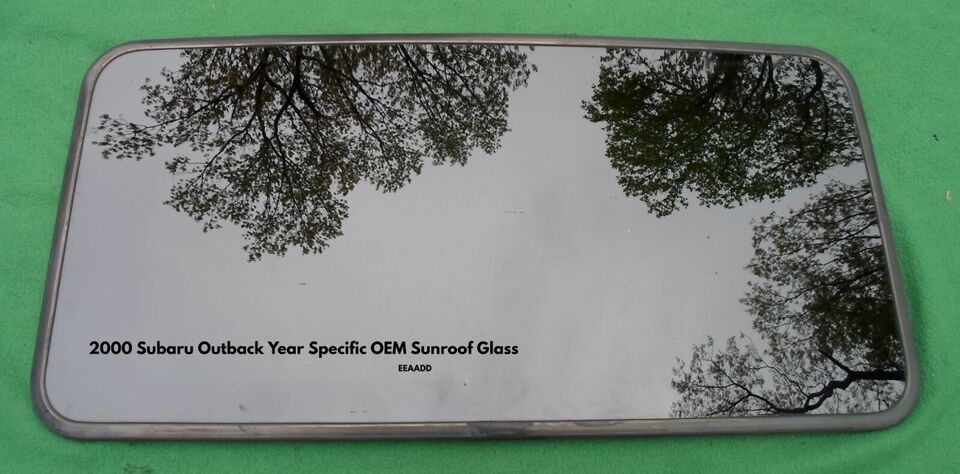 2000 Subaru Outback Year Specific OEM Sunroof Glass
EEAADD